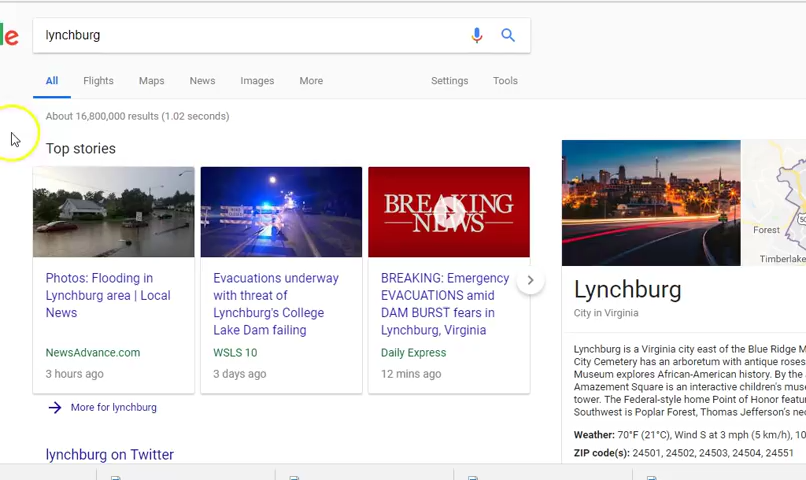 le
lynchburg
All Flights Maps News Images More Settings Tools
About 16,800,000 results (1.02 seconds)
Top stories
BREAKING
NEWS
Photos: Flooding in
Lynchburg area | Local
News
NewsAdvance.com
3 hours ago
Evacuations underway
with threat of
Lynchburg's College
Lake Dam failing
WSLS 10
3 days ago
BREAKING: Emergency
EVACUATIONS amid
DAM BURST fears in
Lynchburg, Virginia
Daily Express
12 mins ago
More for lynchburg
lynchburg on Twitter
50
Forest
Timberlake
Lynchburg
City in Virginia
Lynchburg is a Virginia city east of the Blue Ridge M
City Cemetery has an arboretum with antique roses
Museum explores African-American history. By the
Amazement Square is an interactive children's muse
tower. The Federal-style home Point of Honor featur
Southwest is Poplar Forest, Thomas Jefferson's ne
Weather: 70°F (21°C), Wind S at 3 mph (5 km/h), 10
ZIP code(s): 24501, 24502, 24503, 24504, 24551